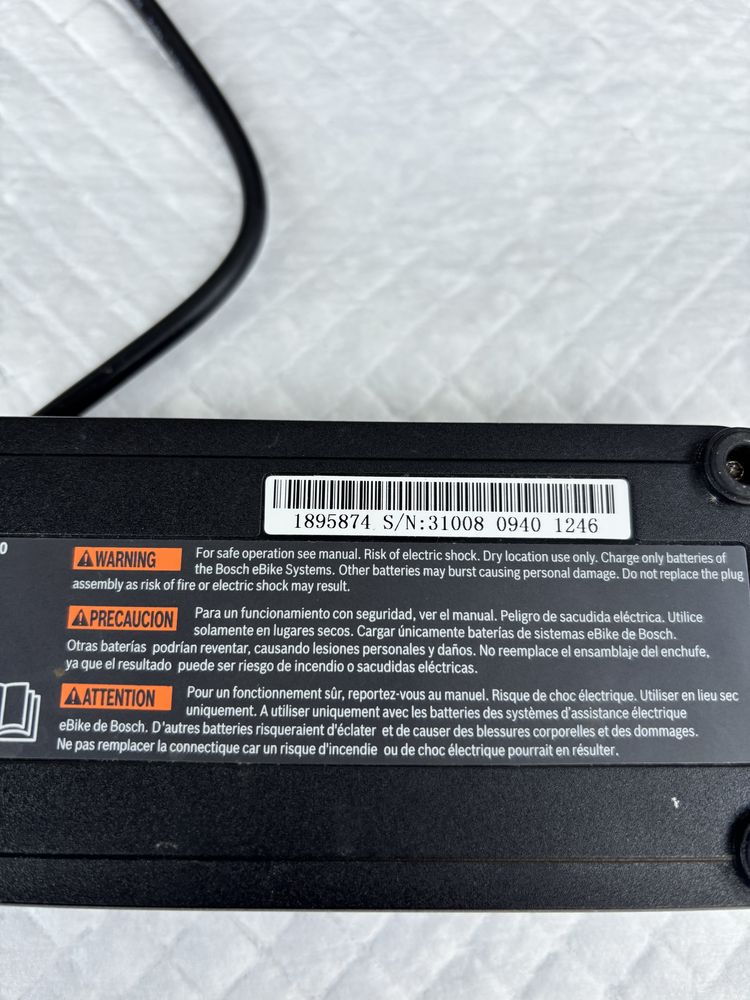 1895874 S/N:31008 0940 1246
0
WARNING For safe operation see manual. Risk of electric shock. Dry location use only. Charge only batteries of
the Bosch eBike Systems. Other batteries may burst causing personal damage. Do not replace the plug
assembly as risk of fire or electric shock may result.
PRECAUCION Para un funcionamiento con seguridad, ver el manual. Peligro de sacudida eléctrica. Utilice
solamente en lugares secos. Cargar únicamente baterías de sistemas eBike de Bosch.
Otras baterías podrían reventar, causando lesiones personales y daños. No reemplace el ensamblaje del enchufe,
ya que el resultado puede ser riesgo de incendio o sacudidas eléctricas.
ATTENTION Pour un fonctionnement sûr, reportez-vous au manuel. Risque de choc électrique. Utiliser en lieu sec
uniquement. A utiliser uniquement avec les batteries des systèmes d'assistance électrique
eBike de Bosch. D'autres batteries risqueraient d'éclater et de causer des blessures corporelles et des dommages.
Ne pas remplacer la connectique car un risque d'incendie ou de choc électrique pourrait en résulter.